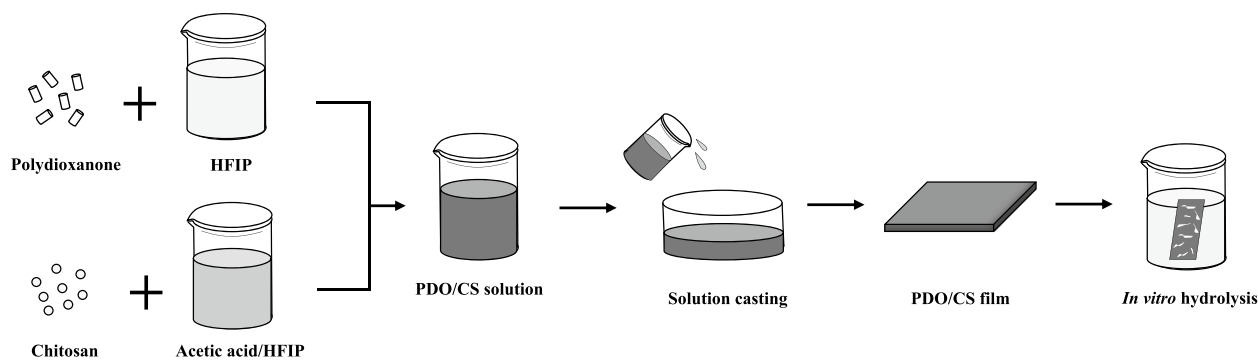 Polydioxanone
HFIP
Chitosan
Acetic acid/HFIP
PDO/CS solution
Solution casting
PDO/CS film
In vitro hydrolysis